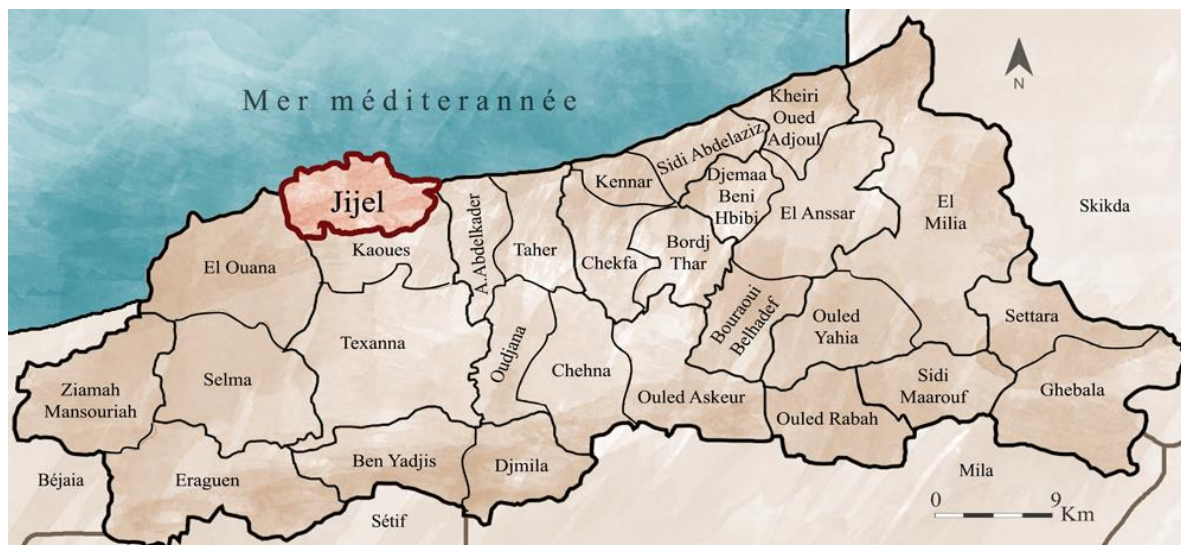 Mer méditerannée
N
Kheiri
Oued
Adjoul
Sidi Abdelaziz
Kennar
Djemaa
Beni
Hbibi
Jijel
A.Abdelkader
El Anssar
El
Milia
Skikda
Kaoues
Taher
Chekfa
Bordj
Thar
El Ouana
Bouraoui
Belhadef
Ouled
Yahia
Settara
Texanna
Oudjana
Chehna
Ziamah
Mansouriah
Selma
Ouled Askeur
Sidi
Maarouf
Ghebala
Ouled Rabah
Béjaia
Eraguen
Ben Yadjis
Djmila
Mila
Sétif
0 9
Km